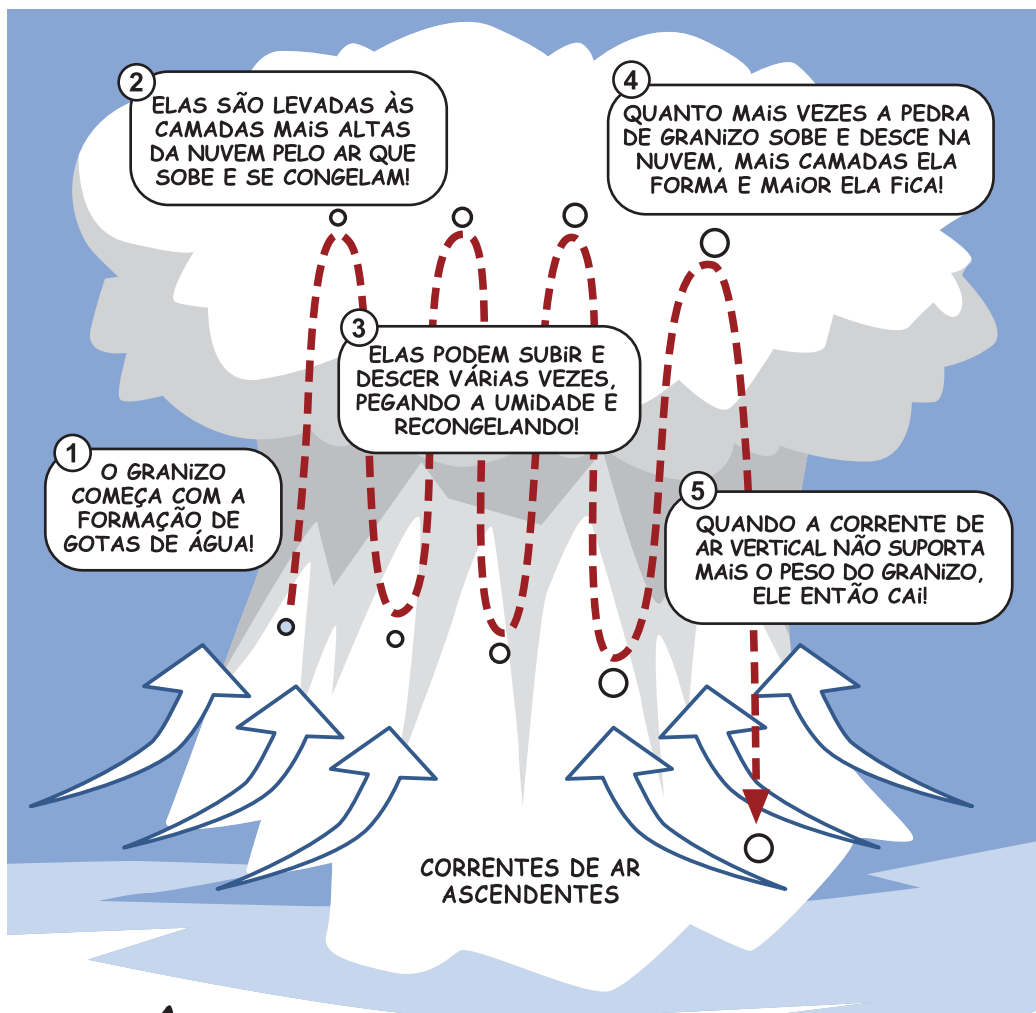 1
O GRANIZO
COMEÇA COM A
FORMAÇÃO DE
GOTAS DE ÁGUA!
2
ELAS SÃO LEVADAS ÀS
CAMADAS MAIS ALTAS
DA NUVEM PELO AR QUE
SOBE E SE CONGELAM!
3
ELAS PODEM SUBIR E
DESCER VÁRIAS VEZES,
PEGANDO A UMIDADE E
RECONGELANDO!
4
QUANTO MAIS VEZES A PEDRA
DE GRANIZO SOBE E DESCE NA
NUVEM, MAIS CAMADAS ELA
FORMA E MAIOR ELA FICA!
5
QUANDO A CORRENTE DE
AR VERTICAL NÃO SUPORTA
MAIS O PESO DO GRANIZO,
ELE ENTÃO CAI!
CORRENTES DE AR
ASCENDENTES